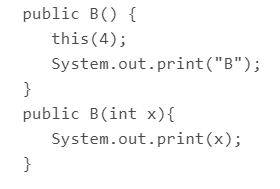 public B() {
   this(4);
   System.out.print("B");
}
public B(int x){
   System.out.print(x);
}